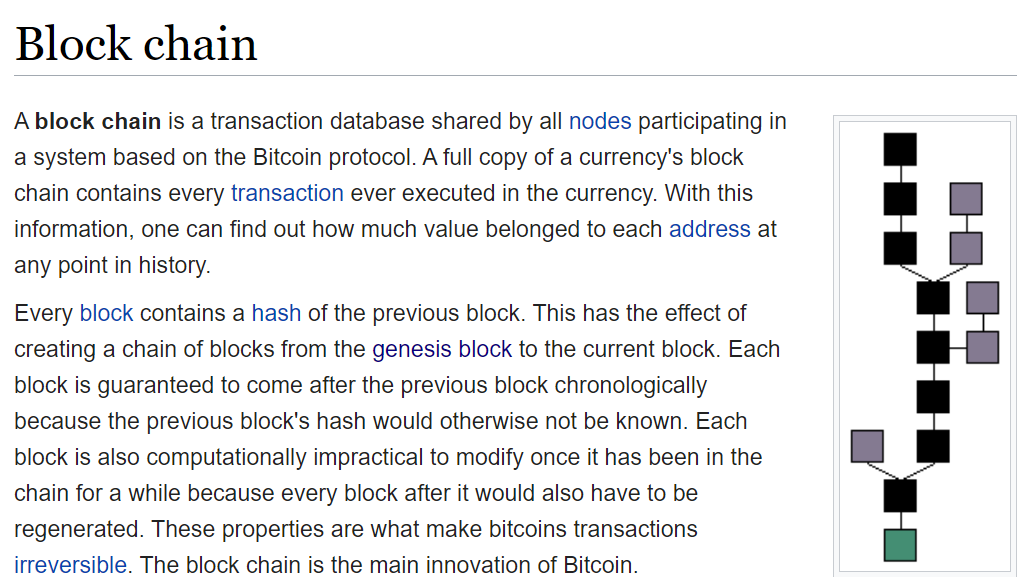 Block chain
A block chain is a transaction database shared by all nodes participating in
a system based on the Bitcoin protocol. A full copy of a currency's block
chain contains every transaction ever executed in the currency. With this
information, one can find out how much value belonged to each address at
any point in history.
Every block contains a hash of the previous block. This has the effect of
creating a chain of blocks from the genesis block to the current block. Each
block is guaranteed to come after the previous block chronologically
because the previous block's hash would otherwise not be known. Each
block is also computationally impractical to modify once it has been in the
chain for a while because every block after it would also have to be
regenerated. These properties are what make bitcoins transactions
irreversible. The block chain is the main innovation of Bitcoin.